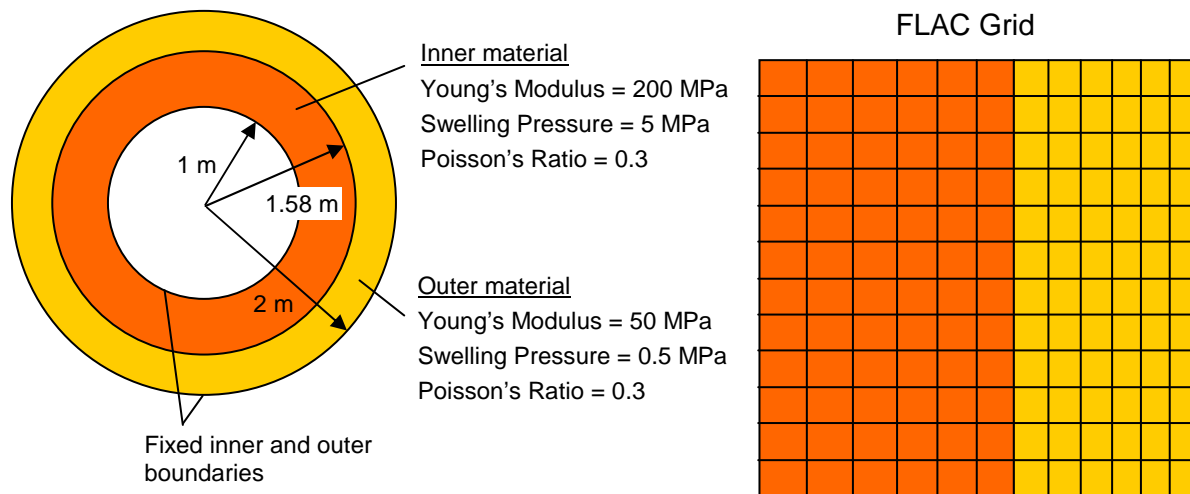 FLAC Grid
Inner material
Young's Modulus = 200 MPa
Swelling Pressure = 5 MPa
Poisson's Ratio = 0.3
1 m
1.58 m
2 m
Outer material
Young's Modulus = 50 MPa
Swelling Pressure = 0.5 MPa
Poisson's Ratio = 0.3
Fixed inner and outer
boundaries